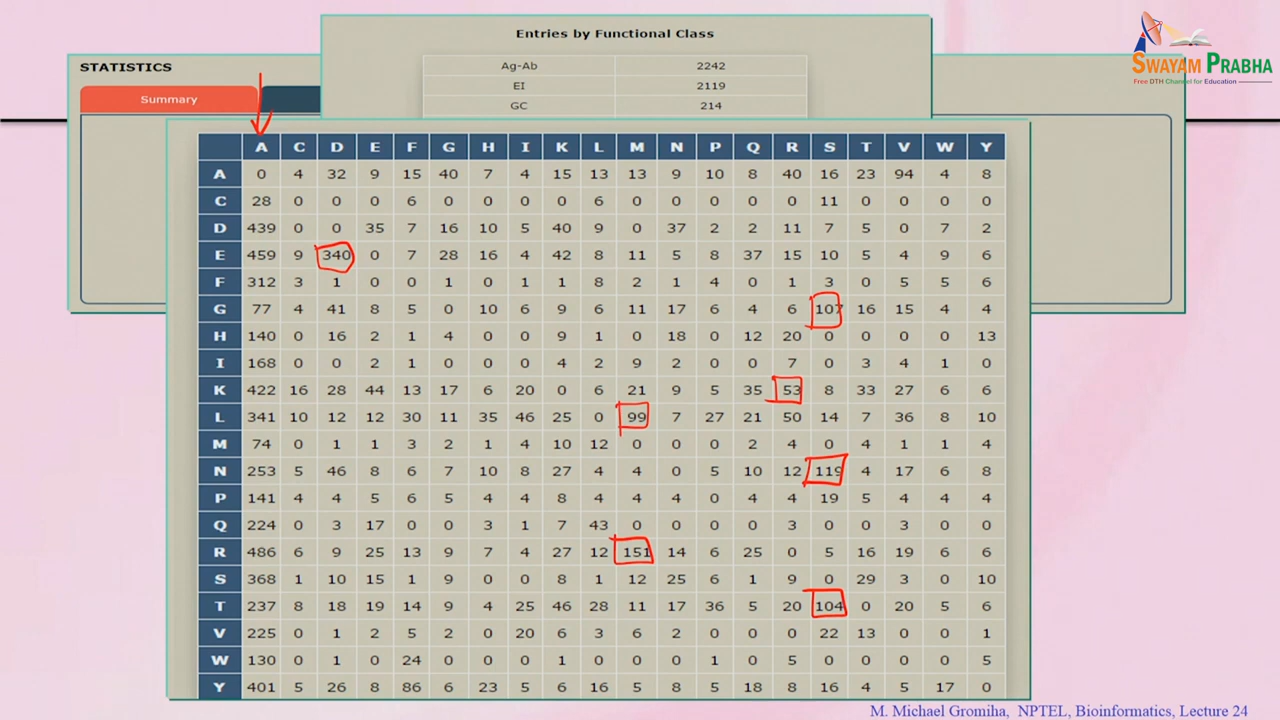 SWAYAM PRABHA
Free DTH Channel for Education
Entries by Functional Class
STATISTICS
Summary
Ag-Ab 2242
EI 2119
GC 214
A C D E F G H I K L M N P Q R S T V W Y
A 0 4 32 9 15 40 7 4 15 13 13 9 10 8 40 16 23 94 4 8
C 28 0 0 0 6 0 0 0 0 6 0 0 0 0 0 11 0 0 0 0
D 439 0 0 35 7 16 10 5 40 9 0 37 2 2 11 7 5 0 7 2
E 459 9 340 0 7 28 16 4 42 8 11 5 8 37 15 10 5 4 9 6
F 312 3 1 0 0 1 0 1 1 8 2 1 4 0 1 3 0 5 5 6
G 77 4 41 8 5 0 10 6 9 6 11 17 6 4 6 107 16 15 4 4
H 140 0 16 2 1 4 0 0 9 1 0 18 0 12 20 0 0 0 0 13
I 168 0 0 2 1 0 0 0 4 2 9 2 0 0 7 0 3 4 1 0
K 422 16 28 44 13 17 6 20 0 6 21 9 5 35 53 8 33 27 6 6
L 341 10 12 12 30 11 35 46 25 0 99 7 27 21 50 14 7 36 8 10
M 74 0 1 1 3 2 1 4 10 12 0 0 0 2 4 0 4 1 1 4
N 253 5 46 8 6 7 10 8 27 4 4 0 5 10 12 119 4 17 6 8
P 141 4 4 5 6 5 4 4 8 4 4 4 0 4 4 19 5 4 4 4
Q 224 0 3 17 0 0 3 1 7 43 0 0 0 0 3 0 0 3 0 0
R 486 6 9 25 13 9 7 4 27 12 151 14 6 25 0 5 16 19 6 6
S 368 1 10 15 1 9 0 0 8 1 12 25 6 1 9 0 29 3 0 10
T 237 8 18 19 14 9 4 25 46 28 11 17 36 5 20 104 0 20 5 6
V 225 0 1 2 5 2 0 20 6 3 6 2 0 0 0 22 13 0 0 1
W 130 0 1 0 24 0 0 0 1 0 0 0 1 0 5 0 0 0 0 5
Y 401 5 26 8 86 6 23 5 6 16 5 8 5 18 8 16 4 5 17 0
M. Michael Gromiha, NPTEL, Bioinformatics, Lecture 24